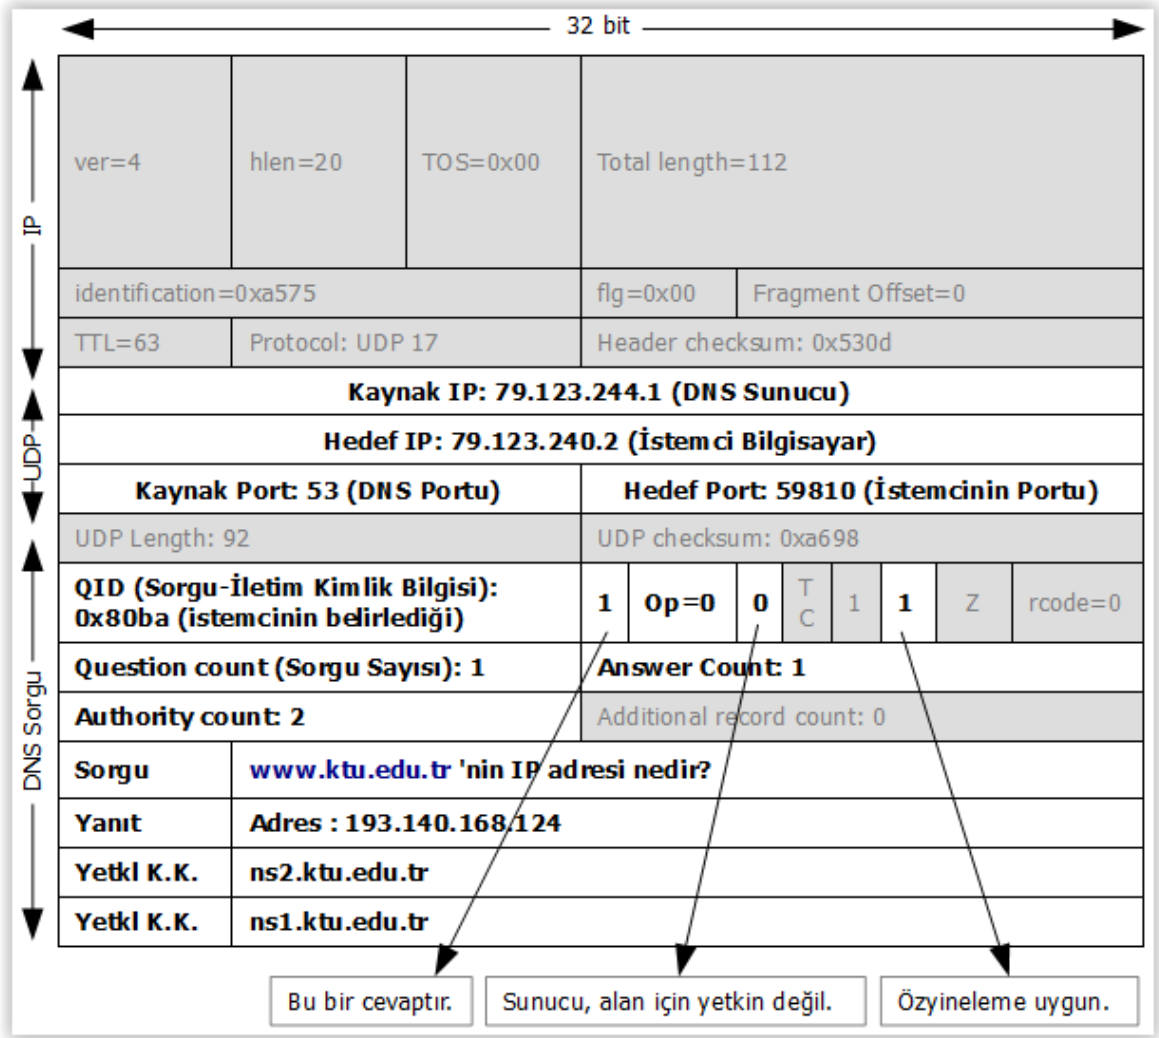 32 bit
IP
ver=4
hlen=20
TOS=0x00
Total length=112
identification=0xa575
flg=0x00
Fragment Offset=0
TTL=63
Protocol: UDP 17
Header checksum: 0x530d
UDP
Kaynak IP: 79.123.244.1 (DNS Sunucu)
Hedef IP: 79.123.240.2 (İstemci Bilgisayar)
Kaynak Port: 53 (DNS Portu)
Hedef Port: 59810 (İstemcinin Portu)
UDP Length: 92
UDP checksum: 0xa698
DNS Sorgu
QID (Sorgu-İletim Kimlik Bilgisi):
0x80ba (istemcinin belirlediği)
1
Op=0
0
T
C
1
1
Z
rcode=0
Question count (Sorgu Sayısı): 1
Answer Count: 1
Authority count: 2
Additional record count: 0
Sorgu
www.ktu.edu.tr 'nin IP adresi nedir?
Yanıt
Adres : 193.140.168.124
Yetkl K.K.
ns2.ktu.edu.tr
Yetkl K.K.
ns1.ktu.edu.tr
Bu bir cevaptır.
Sunucu, alan için yetkin değil.
Özyineleme uygun.